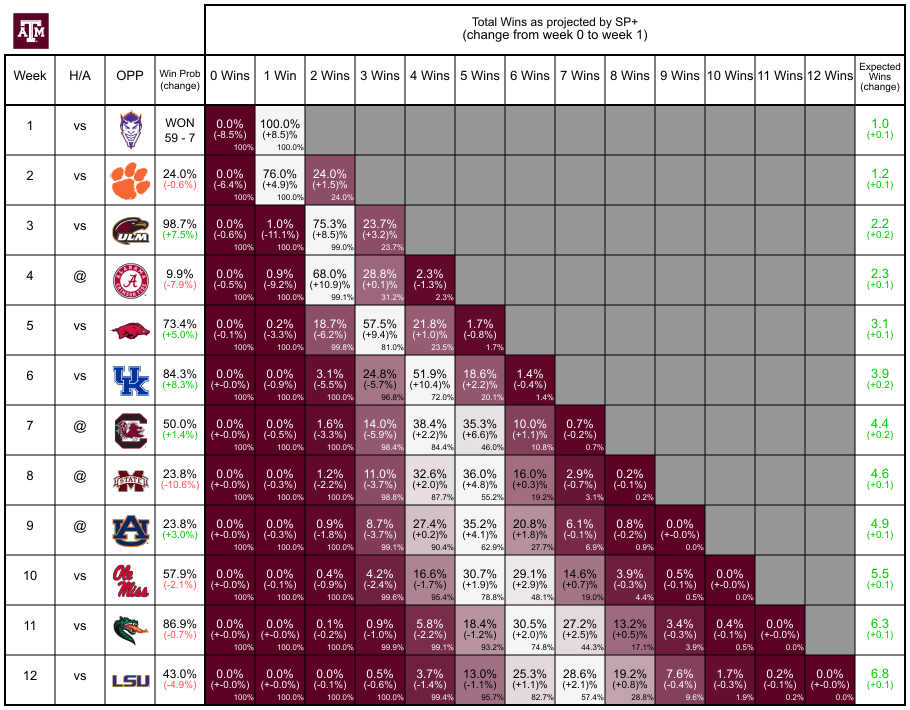 ATM
Total Wins as projected by SP+
(change from week 0 to week 1)
Week H/A OPP Win Prob (change) 0 Wins 1 Win 2 Wins 3 Wins 4 Wins 5 Wins 6 Wins 7 Wins 8 Wins 9 Wins 10 Wins 11 Wins 12 Wins Expected Wins (change)
1 vs WON 0.0% 100.0% 1.0
59 - 7 (-8.5%) (+8.5)% (+0.1)
100% 100.0%
2 vs 24.0% 0.0% 76.0% 24.0% 1.2
(-0.6%) (-6.4%) (+4.9)% (+1.5)% (+0.1)
100% 100.0% 24.0%
3 vs ULM 98.7% 0.0% 1.0% 75.3% 23.7% 2.2
(+7.5%) (-0.6%) (-11.1%) (+8.5)% (+3.2)% (+0.2)
100% 100.0% 99.0% 23.7%
4 @ ALABAMA A CRIMSON TIDE 9.9% 0.0% 0.9% 68.0% 28.8% 2.3% 2.3
(-7.9%) (-0.5%) (-9.2%) (+10.9)% (+0.1)% (-1.3%) (+0.1)
100% 100.0% 99.1% 31.2% 2.3%
5 vs 73.4% 0.0% 0.2% 18.7% 57.5% 21.8% 1.7% 3.1
(+5.0%) (-0.1%) (-3.3%) (-6.2%) (+9.4)% (+1.0)% (-0.8%) (+0.1)
100% 100.0% 99.8% 81.0% 23.5% 1.7%
6 vs UK 84.3% 0.0% 0.0% 3.1% 24.8% 51.9% 18.6% 1.4% 3.9
(+8.3%) (+-0.0%) (-0.9%) (-5.5%) (-5.7%) (+10.4)% (+2.2)% (-0.4%) (+0.2)
100% 100.0% 100.0% 96.8% 72.0% 20.1% 1.4%
7 @ C 50.0% 0.0% 0.0% 1.6% 14.0% 38.4% 35.3% 10.0% 0.7% 4.4
(+1.4%) (+-0.0%) (-0.5%) (-3.3%) (-5.9%) (+2.2)% (+6.6)% (+1.1)% (-0.2%) (+0.2)
100% 100.0% 100.0% 98.4% 84.4% 46.0% 10.8% 0.7%
8 @ M STATE 23.8% 0.0% 0.0% 1.2% 11.0% 32.6% 36.0% 16.0% 2.9% 0.2% 4.6
(-10.6%) (+-0.0%) (-0.3%) (-2.2%) (-3.7%) (+2.0)% (+4.8)% (+0.3)% (-0.7%) (-0.1%) (+0.1)
100% 100.0% 100.0% 98.8% 87.7% 55.2% 19.2% 3.1% 0.2%
9 @ AU 23.8% 0.0% 0.0% 0.9% 8.7% 27.4% 35.2% 20.8% 6.1% 0.8% 0.0% 4.9
(+3.0%) (+-0.0%) (-0.3%) (-1.8%) (-3.7%) (+0.2)% (+4.1)% (+1.8)% (-0.1%) (-0.2%) (+-0.0%) (+0.1)
100% 100.0% 100.0% 99.1% 90.4% 62.9% 27.7% 6.9% 0.9% 0.0%
10 vs Ole Miss 57.9% 0.0% 0.0% 0.4% 4.2% 16.6% 30.7% 29.1% 14.6% 3.9% 0.5% 0.0% 5.5
(-2.1%) (+-0.0%) (-0.1%) (-0.9%) (-2.4%) (-1.7%) (+1.9)% (+2.9)% (+0.7)% (-0.3%) (-0.1%) (+-0.0%) (+0.1)
100% 100.0% 100.0% 99.6% 95.4% 78.8% 48.1% 19.0% 4.4% 0.5% 0.0%
11 vs 86.9% 0.0% 0.0% 0.1% 0.9% 5.8% 18.4% 30.5% 27.2% 13.2% 3.4% 0.4% 0.0% 6.3
(-0.7%) (+-0.0%) (+-0.0%) (-0.2%) (-1.0%) (-2.2%) (-1.2%) (+2.0)% (+2.5)% (+0.5)% (-0.3%) (-0.1%) (+-0.0%) (+0.1)
100% 100.0% 100.0% 99.9% 99.1% 93.2% 74.8% 44.3% 17.1% 3.9% 0.5% 0.0%
12 vs LSU 43.0% 0.0% 0.0% 0.0% 0.5% 3.7% 13.0% 25.3% 28.6% 19.2% 7.6% 1.7% 0.2% 0.0% 6.8
(-4.9%) (+-0.0%) (+-0.0%) (-0.1%) (-0.6%) (-1.4%) (-1.1%) (+1.1)% (+2.1)% (+0.8)% (-0.4%) (-0.3%) (-0.1%) (+-0.0%) (+0.1)
100% 100.0% 100.0% 100.0% 99.4% 95.7% 82.7% 57.4% 28.8% 9.6% 1.9% 0.2% 0.0%